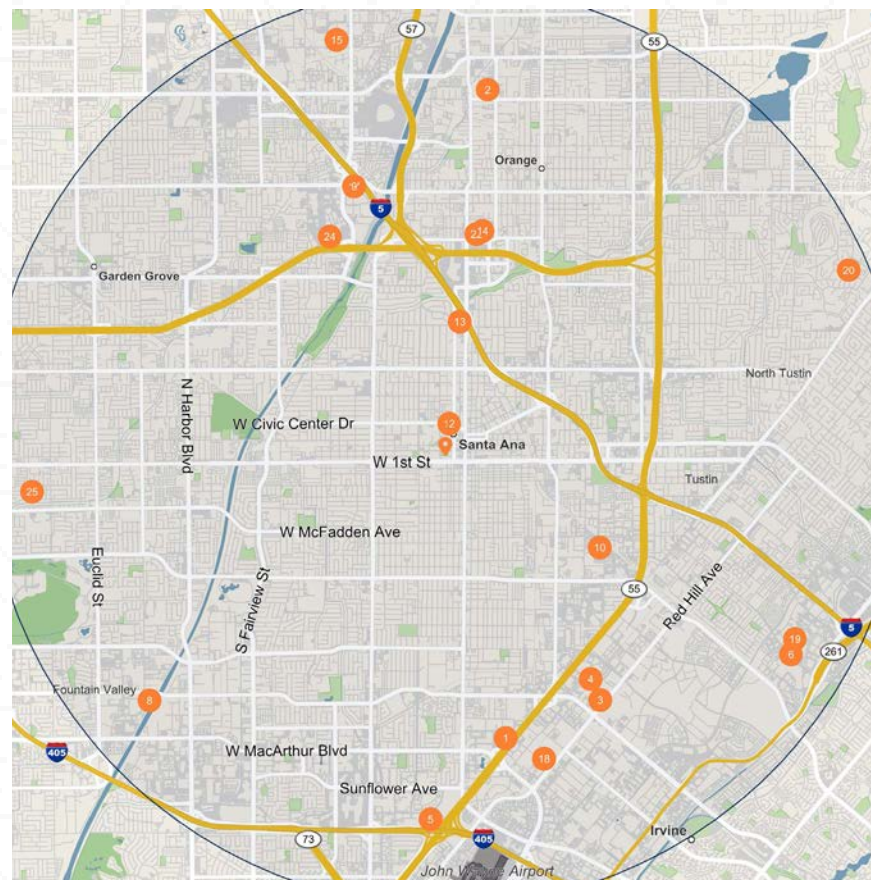 15
57
55
2
Orange
9
5
24
22
14
Garden Grove
20
13
North Tustin
N Harbor Blvd
W Civic Center Dr
12
Santa Ana
W 1st St
Tustin
25
W McFadden Ave
10
Euclid St
S Fairview St
55
Red Hill Ave
5
19
261
6
4
Fountain Valley
8
3
1
405
W MacArthur Blvd
18
Sunflower Ave
5
73
405
Irvine